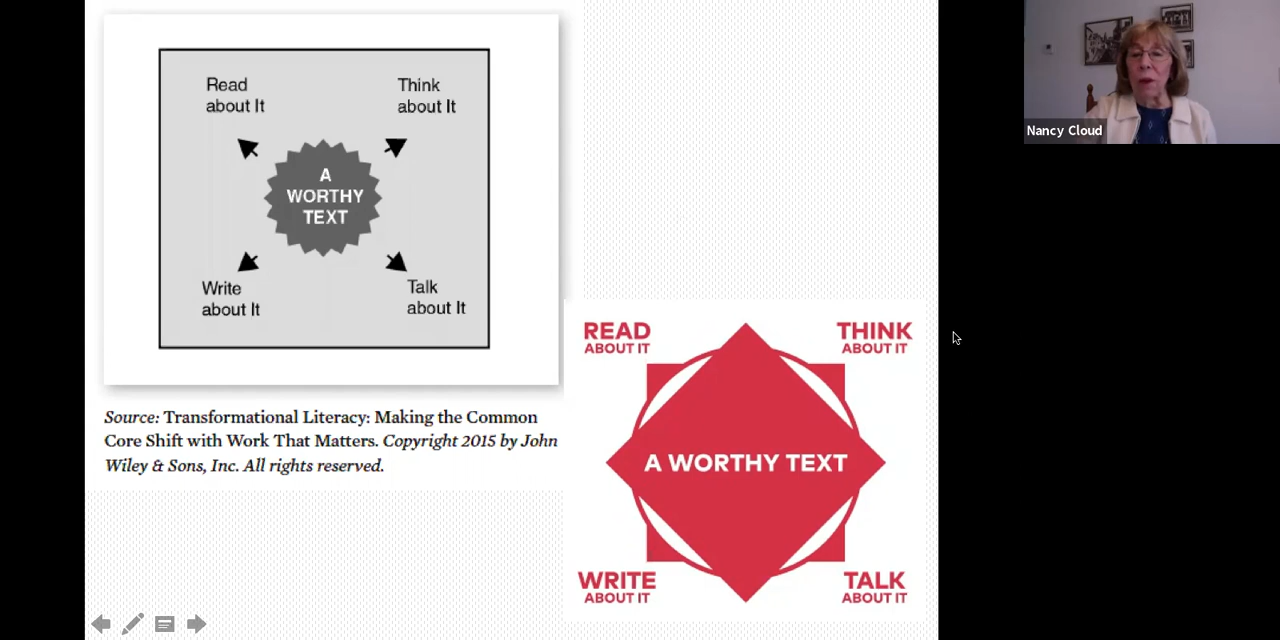 Read
about It
Think
about It
A
WORTHY
TEXT
Write
about It
Talk
about It
Source: Transformational Literacy: Making the Common
Core Shift with Work That Matters. Copyright 2015 by John
Wiley & Sons, Inc. All rights reserved.
READ
ABOUT IT
THINK
ABOUT IT
A WORTHY TEXT
WRITE
ABOUT IT
TALK
ABOUT IT
Nancy Cloud